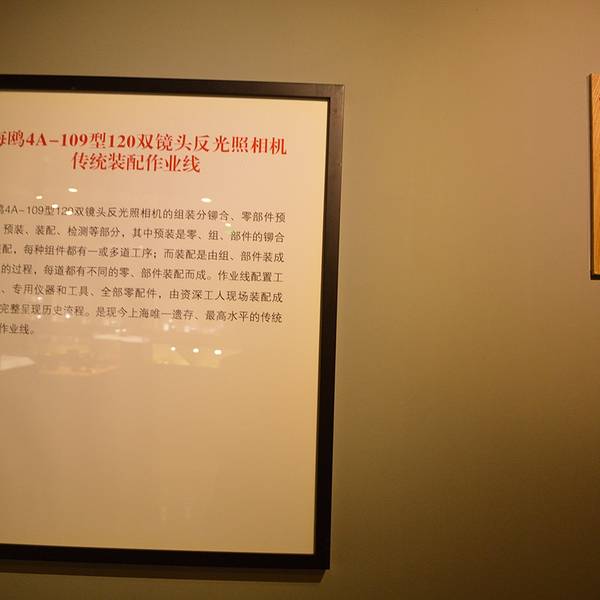 海鸥4A-109型120双镜头反光照相机
传统装配作业线
鸥4A-109型120双镜头反光照相机的组装分铆合、零部件预
预装、装配、检测等部分，其中预装是零、组、部件的铆合
配，每种组件都有一或多道工序；而装配是由组、部件装成
的过程，每道都有不同的零、部件装配而成。作业线配置工
、专用仪器和工具、全部零配件，由资深工人现场装配成
完整呈现历史流程。是现今上海唯一遗存、最高水平的传统
作业线。